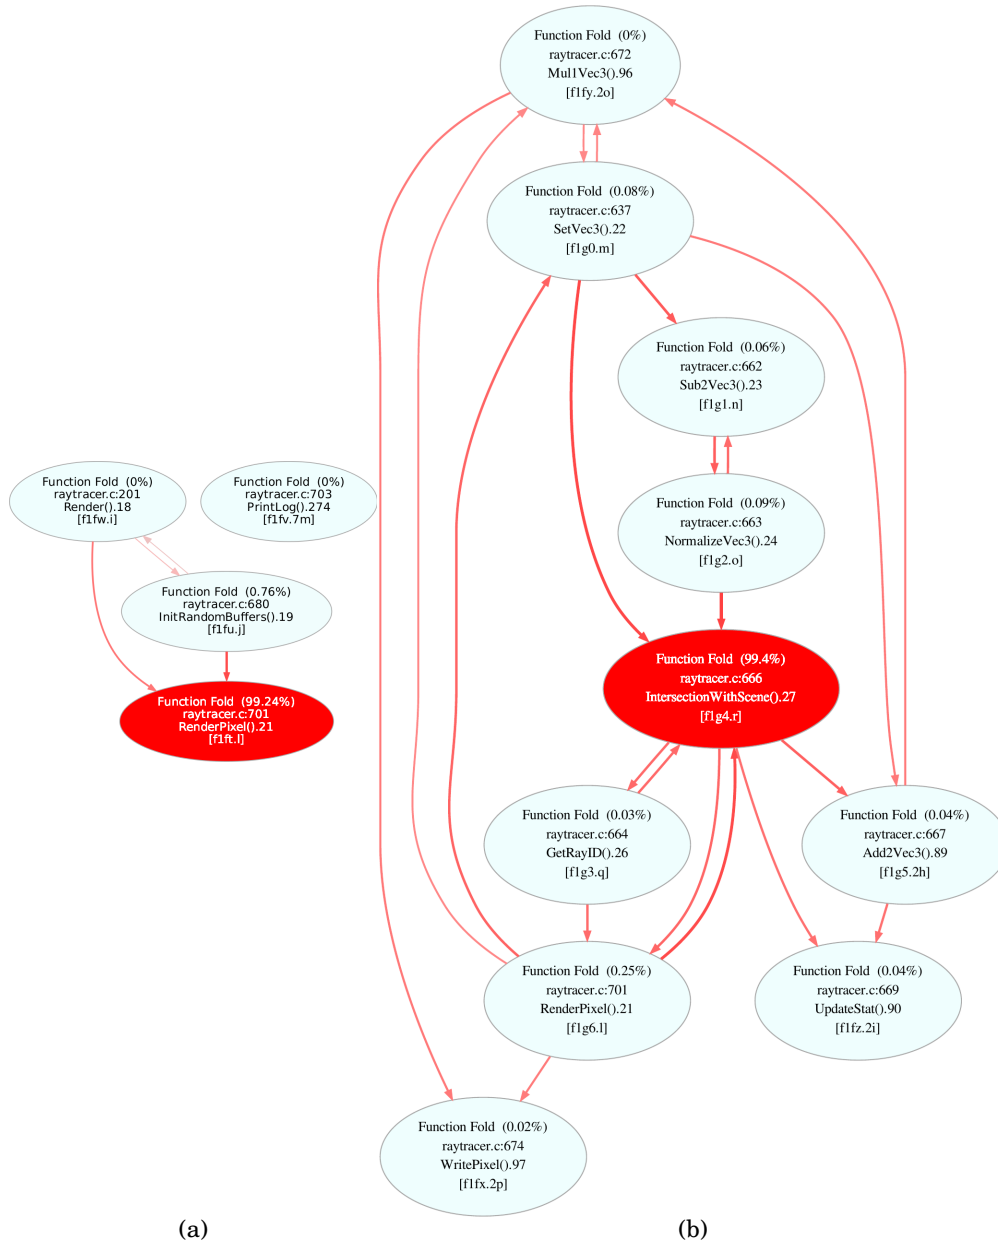 Function Fold (0%)
raytracer.c:201
Render().18
[f1fw.i]
Function Fold (0%)
raytracer.c:703
PrintLog().274
[f1fv.7m]
Function Fold (0.76%)
raytracer.c:680
InitRandomBuffers().19
[f1fu.j]
Function Fold (99.24%)
raytracer.c:701
RenderPixel().21
[f1ft.l]
(a)
Function Fold (0%)
raytracer.c:672
Mul1Vec3().96
[f1fy.2o]
Function Fold (0.08%)
raytracer.c:637
SetVec3().22
[f1g0.m]
Function Fold (0.06%)
raytracer.c:662
Sub2Vec3().23
[f1g1.n]
Function Fold (0.09%)
raytracer.c:663
NormalizeVec3().24
[f1g2.o]
Function Fold (99.4%)
raytracer.c:666
IntersectionWithScene().27
[f1g4.r]
Function Fold (0.03%)
raytracer.c:664
GetRayID().26
[f1g3.q]
Function Fold (0.04%)
raytracer.c:667
Add2Vec3().89
[f1g5.2h]
Function Fold (0.25%)
raytracer.c:701
RenderPixel().21
[f1g6.l]
Function Fold (0.04%)
raytracer.c:669
UpdateStat().90
[f1fz.2i]
Function Fold (0.02%)
raytracer.c:674
WritePixel().97
[f1fx.2p]
(b)